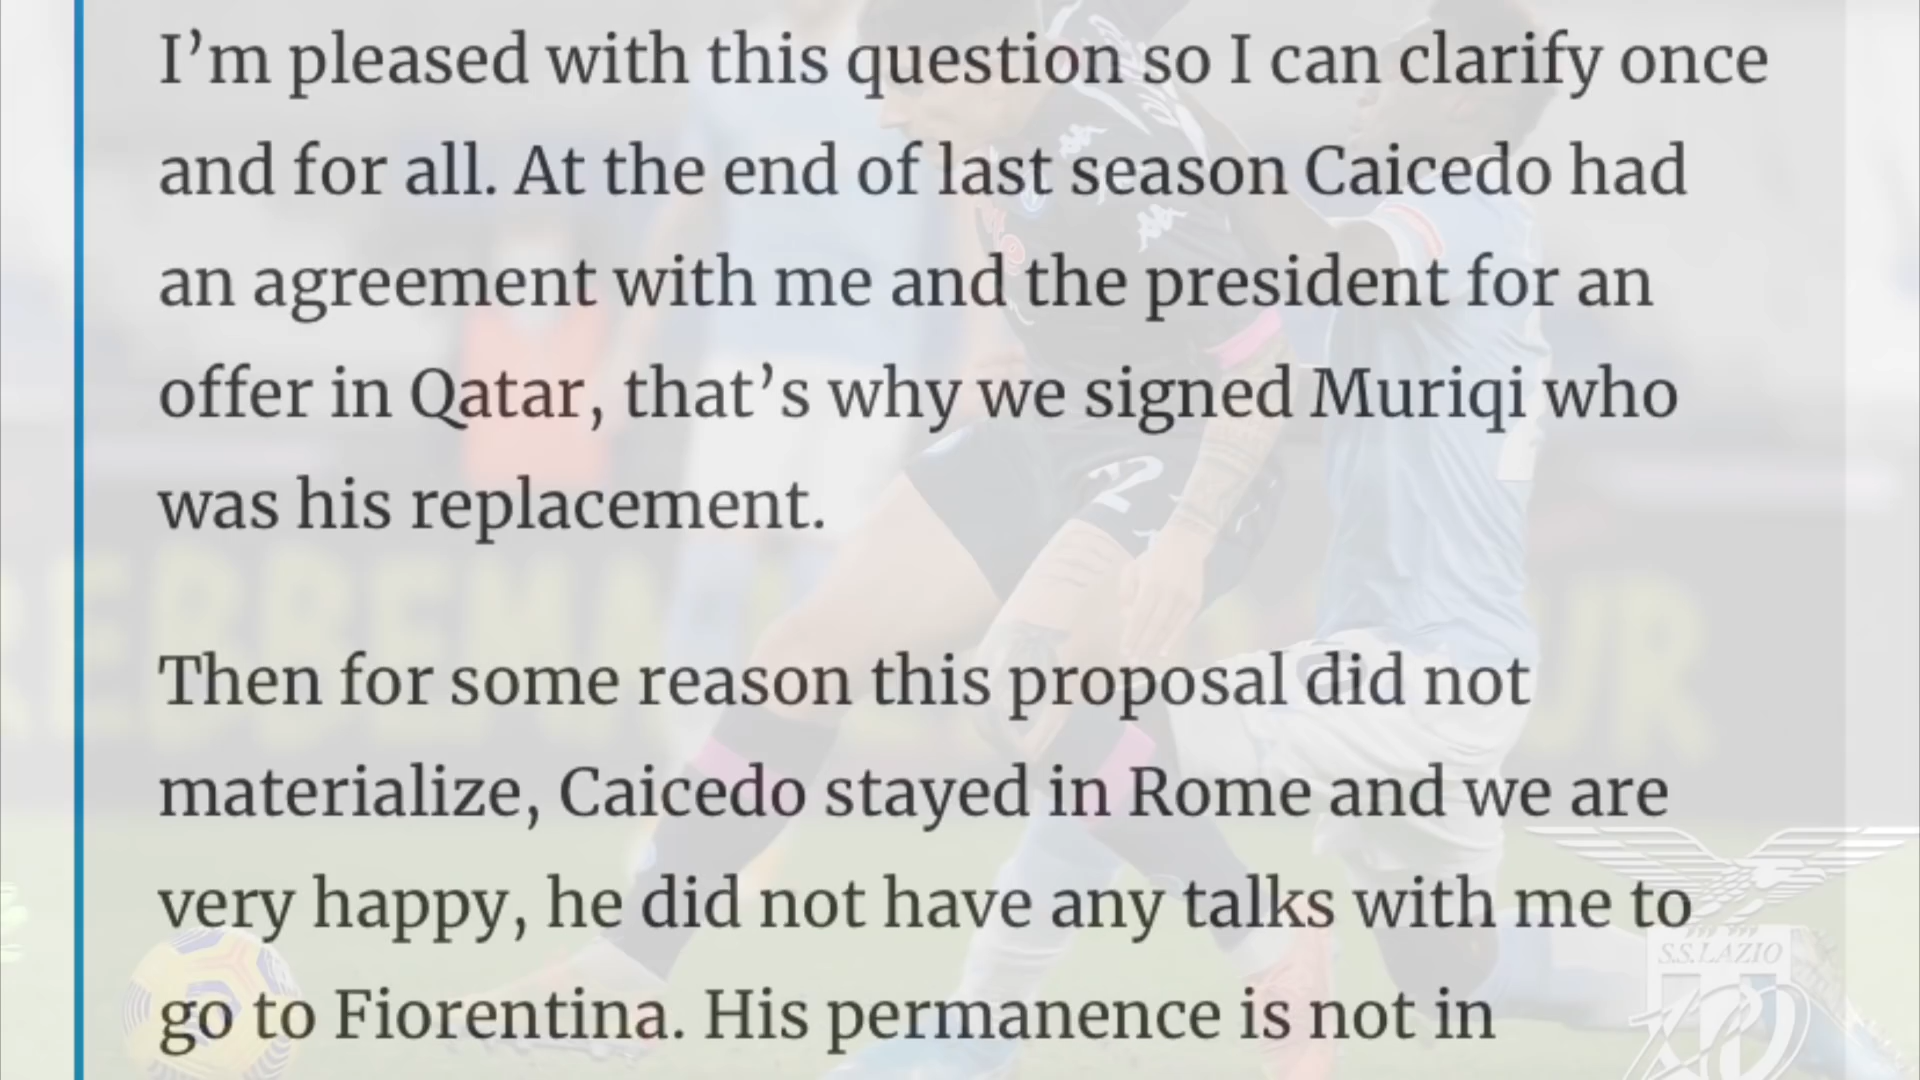 I’m pleased with this question so I can clarify once
and for all. At the end of last season Caicedo had
an agreement with me and the president for an
offer in Qatar, that’s why we signed Muriqi who
was his replacement.
Then for some reason this proposal did not
materialize, Caicedo stayed in Rome and we are
very happy, he did not have any talks with me to
go to Fiorentina. His permanence is not in
S.S. LAZIO